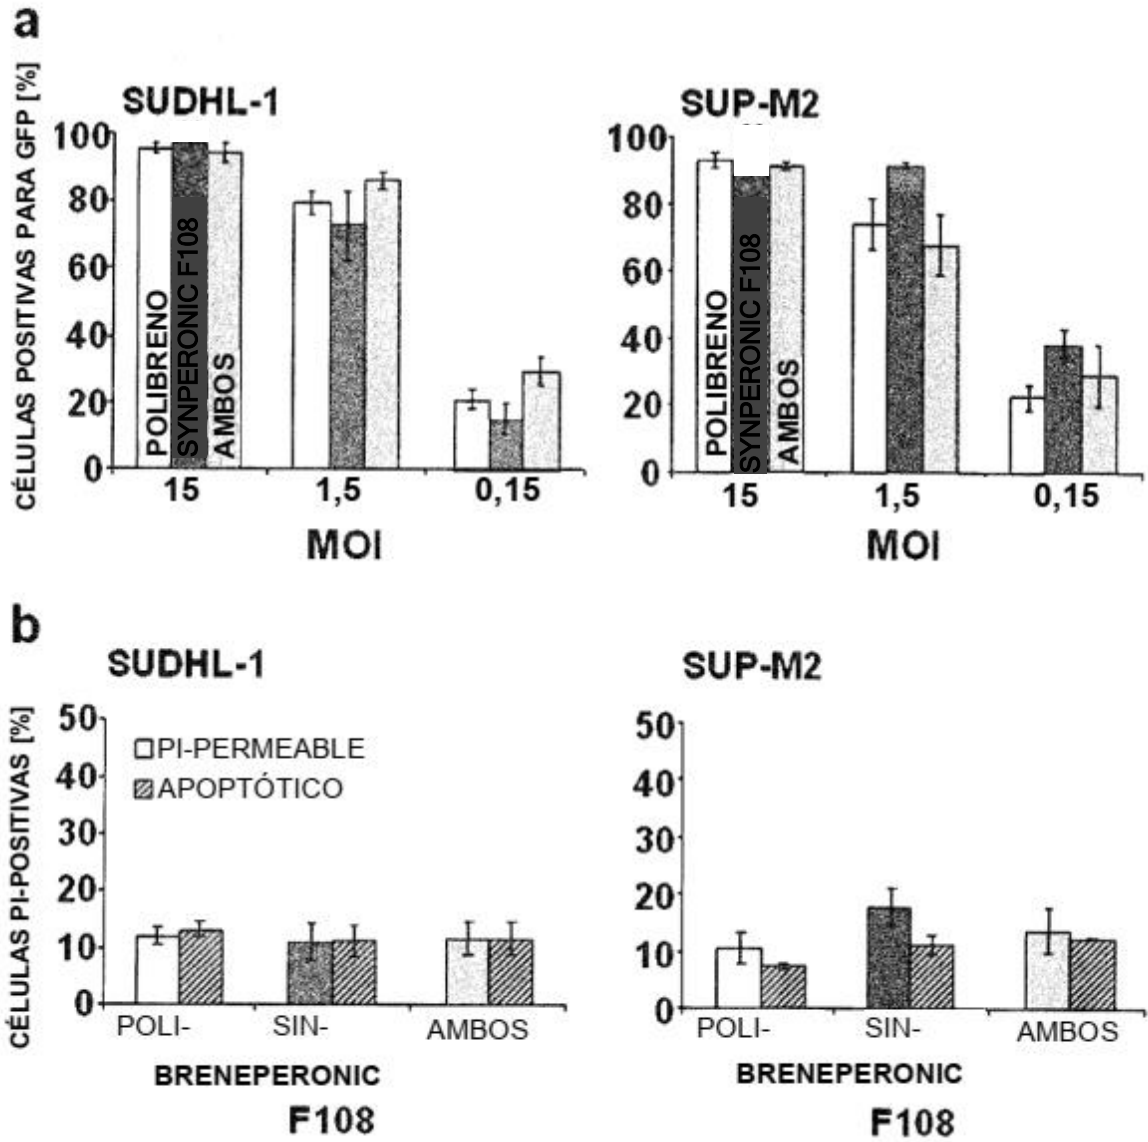 a
CÉLULAS POSITIVAS PARA GFP [%]
SUDHL-1
100
80
60
40
20
0
POLIBRENO
SYNPERONIC F108
AMBOS
15
1,5
0,15
MOI
SUP-M2
100
80
60
40
20
0
POLIBRENO
SYNPERONIC F108
AMBOS
15
1,5
0,15
MOI
b
CÉLULAS PI-POSITIVAS [%]
SUDHL-1
50
40
30
20
10
0
PI-PERMEABLE
APOPTÓTICO
POLI-
SIN-
AMBOS
BRENEPERONIC
F108
SUP-M2
50
40
30
20
10
0
POLI-
SIN-
AMBOS
BRENEPERONIC
F108